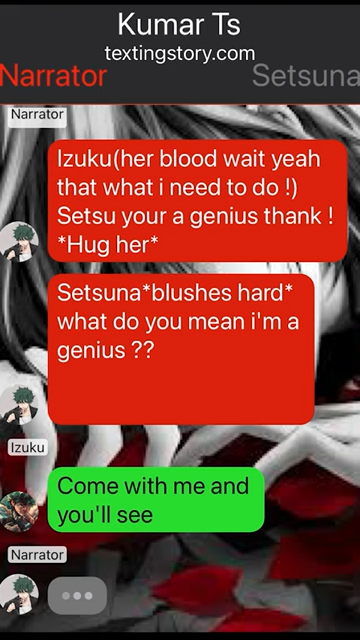 Kumar Ts
textingstory.com
Narrator
Setsuna
Narrator
Izuku(her blood wait yeah
that what i need to do !)
Setsu your a genius thank !
*Hug her*
Setsuna*blushes hard*
what do you mean i'm a
genius ??
Izuku
Come with me and
you'll see
Narrator